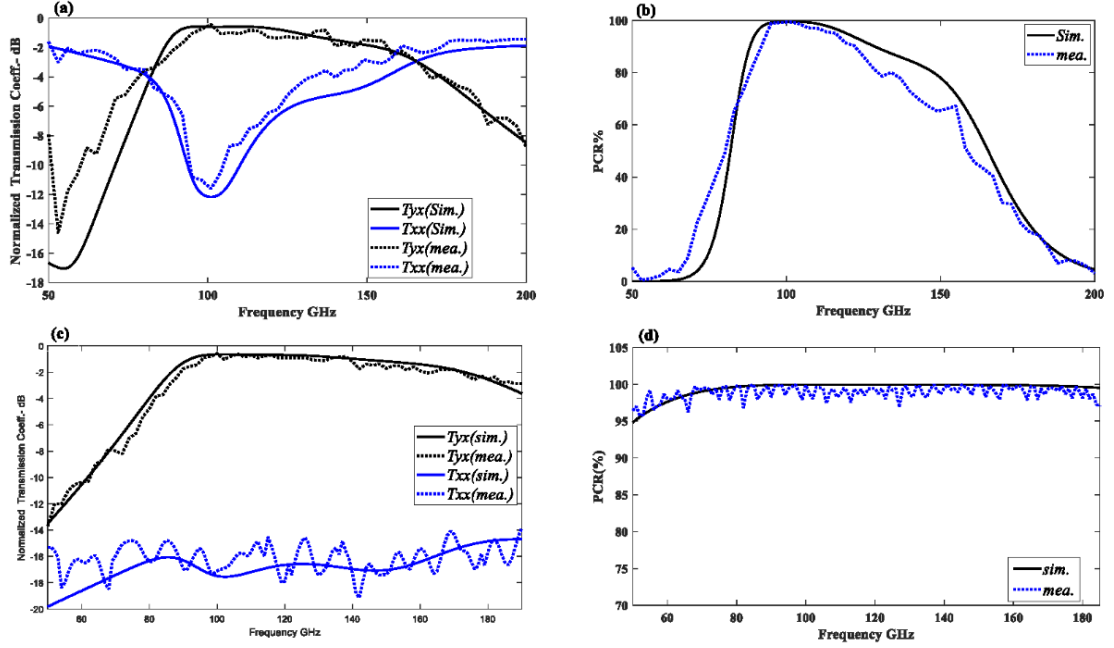 (a)
0
-2
-4
-6
-8
-10
-12
-14
-16
-18
Normalized Transmission Coeff.- dB
Tyx(Sim.)
Txx(Sim.)
Tyx(mea.)
Txx(mea.)
50
100
150
200
Frequency GHz
(b)
100
80
60
40
20
0
PCR%
Sim.
mea.
50
100
150
200
Frequency GHz
(c)
0
-2
-4
-6
-8
-10
-12
-14
-16
-18
-20
Normalized Transmission Coeff.- dB
Tyx(sim.)
Tyx(mea.)
Txx(sim.)
Txx(mea.)
60
80
100
120
140
160
180
Frequency GHz
(d)
105
100
95
90
85
80
75
70
PCR(%)
sim.
mea.
60
80
100
120
140
160
180
Frequency GHz